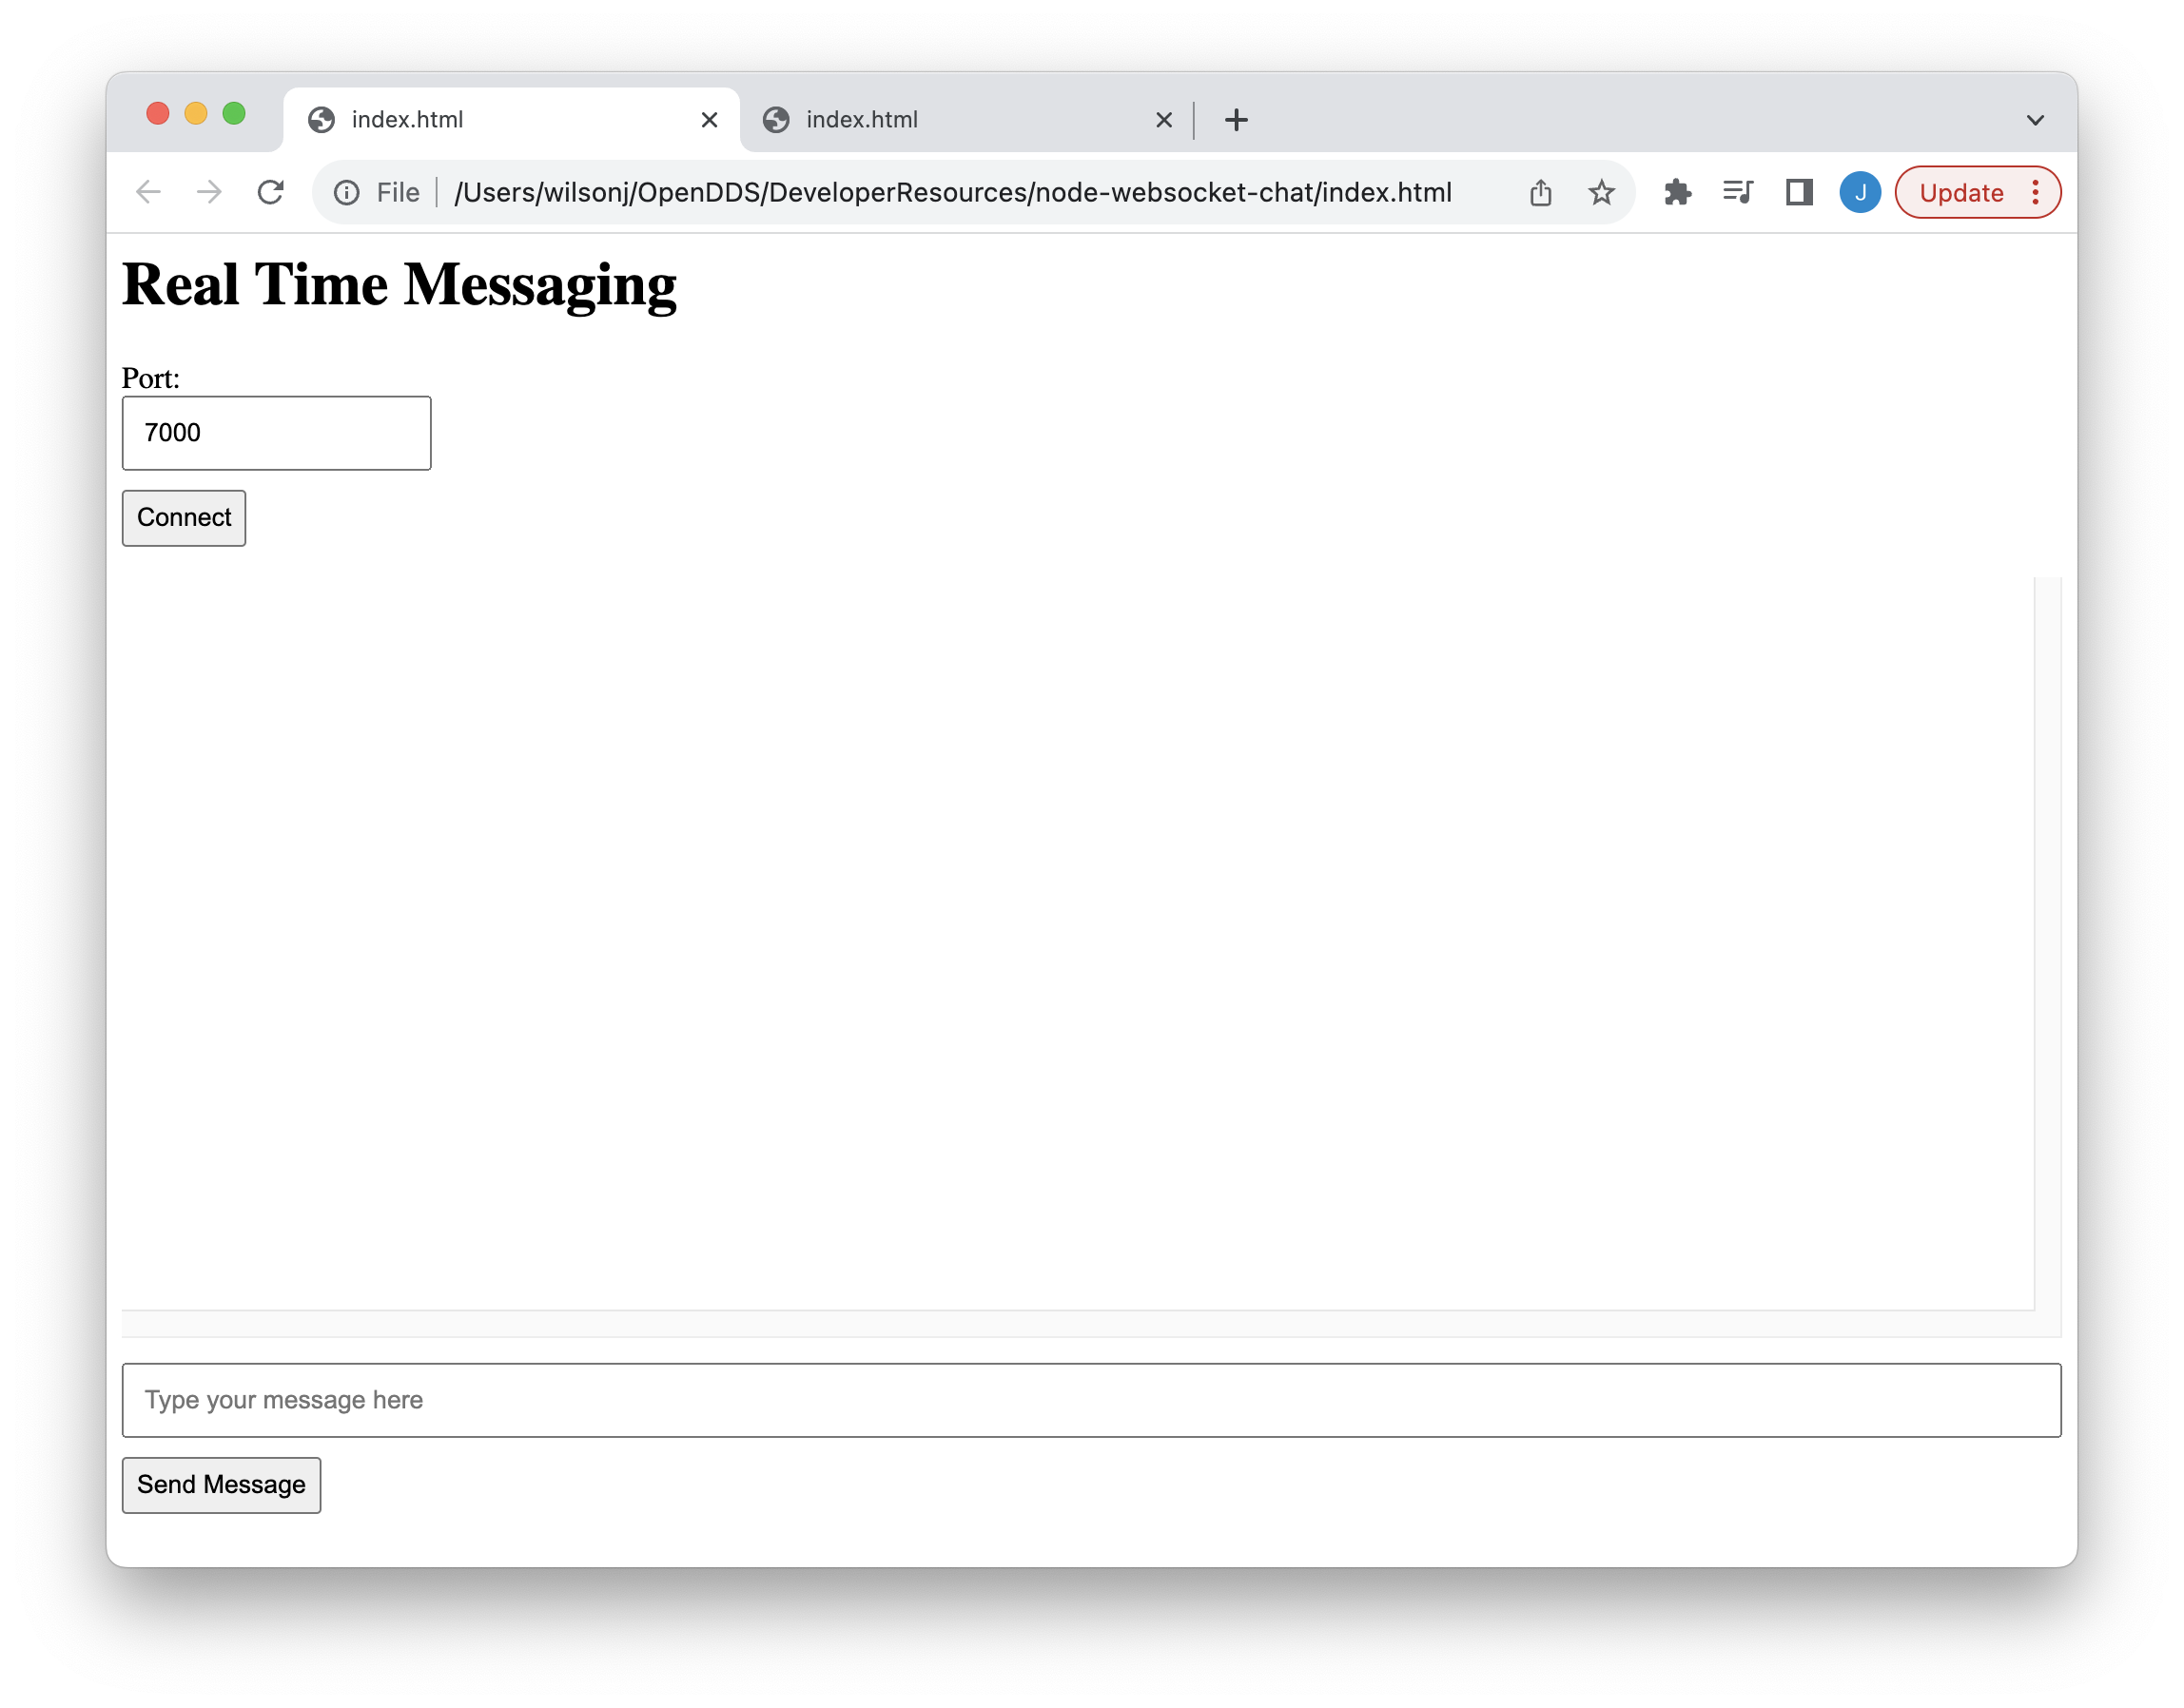 index.html
index.html
File /Users/wilsonj/OpenDDS/DeveloperResources/node-websocket-chat/index.html
J
Update
Real Time Messaging
Port:
7000
Connect
Type your message here
Send Message